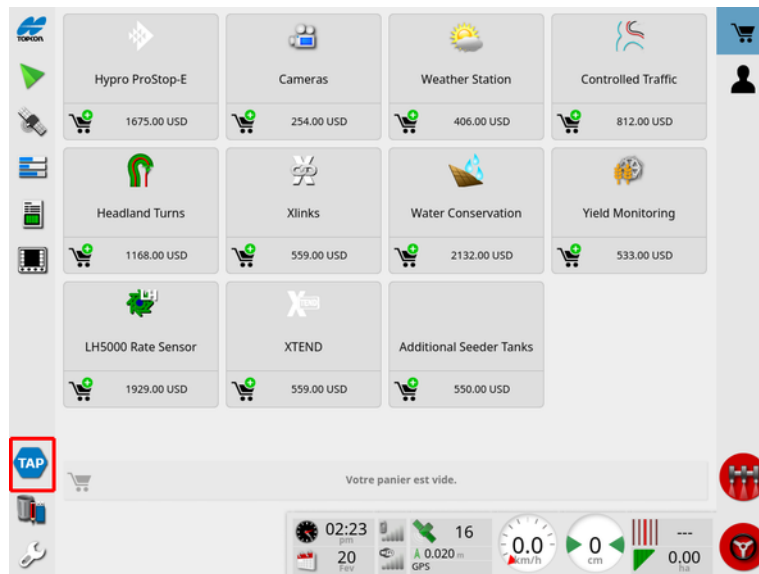 TOPCON
Hypro ProStop-E
Cameras
Weather Station
Controlled Traffic
1675.00 USD
254.00 USD
406.00 USD
812.00 USD
Headland Turns
Xlinks
Water Conservation
Yield Monitoring
1168.00 USD
559.00 USD
2132.00 USD
533.00 USD
LH
XTEND
LH5000 Rate Sensor
XTEND
Additional Seeder Tanks
1929.00 USD
559.00 USD
550.00 USD
TAP
Votre panier est vide.
02:23
pm
16
20
Fev
0.020 m
GPS
0.0
km/h
0
cm
---
0.00
ha